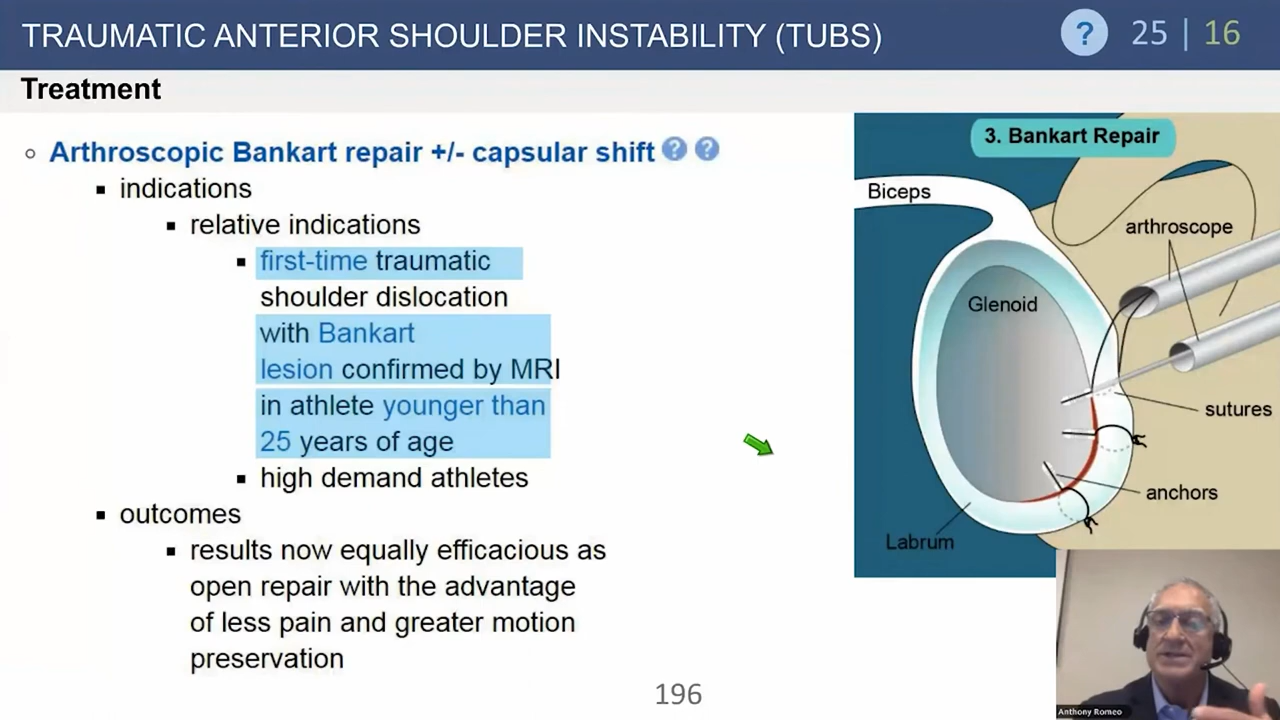 TRAUMATIC ANTERIOR SHOULDER INSTABILITY (TUBS)
? 25 | 16
Treatment
Arthroscopic Bankart repair +/- capsular shift ? ?
indications
relative indications
first-time traumatic
shoulder dislocation
with Bankart
lesion confirmed by MRI
in athlete younger than
25 years of age
high demand athletes
outcomes
results now equally efficacious as
open repair with the advantage
of less pain and greater motion
preservation
196
3. Bankart Repair
Biceps
arthroscope
Glenoid
sutures
anchors
Labrum
Anthony Romeo